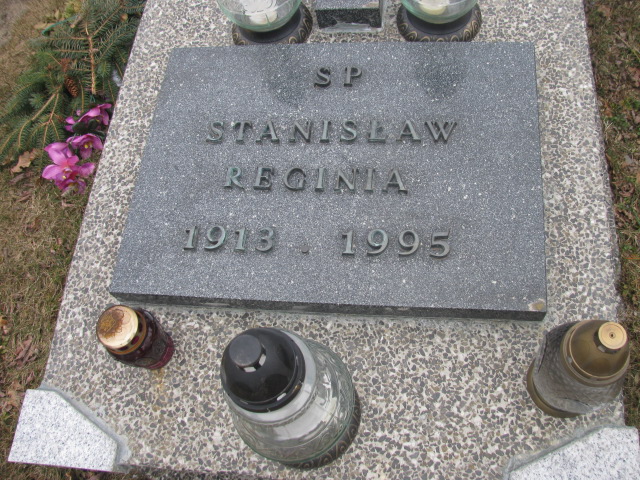 SP
STANISŁAW
REGINIA
1913 . 1995